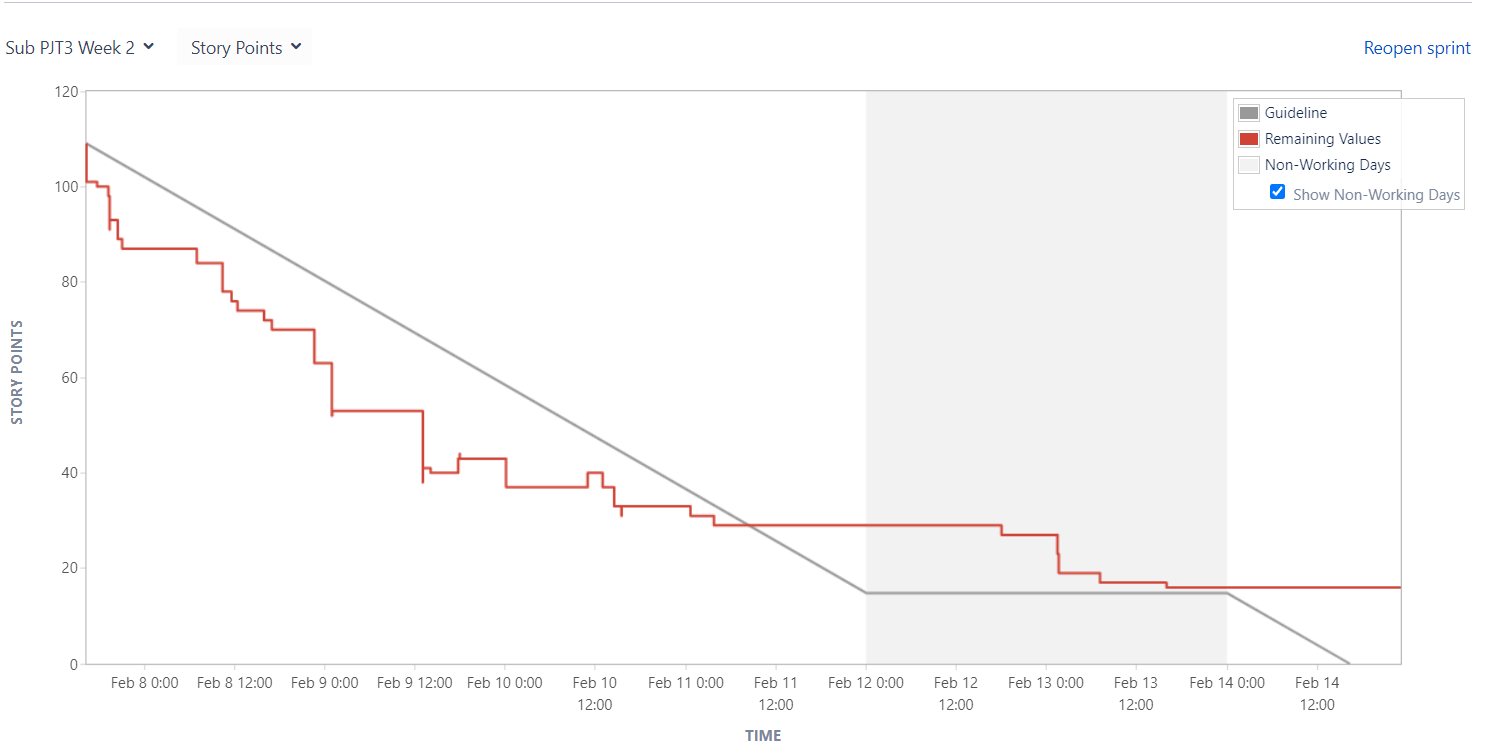 Sub PJT3 Week 2
Story Points
Reopen sprint
120
100
80
60
40
20
0
STORY POINTS
Guideline
Remaining Values
Non-Working Days
Show Non-Working Days
Feb 8 0:00
Feb 8 12:00
Feb 9 0:00
Feb 9 12:00
Feb 10 0:00
Feb 10
12:00
Feb 11 0:00
Feb 11
12:00
Feb 12 0:00
Feb 12
12:00
Feb 13 0:00
Feb 13
12:00
Feb 14 0:00
Feb 14
12:00
TIME